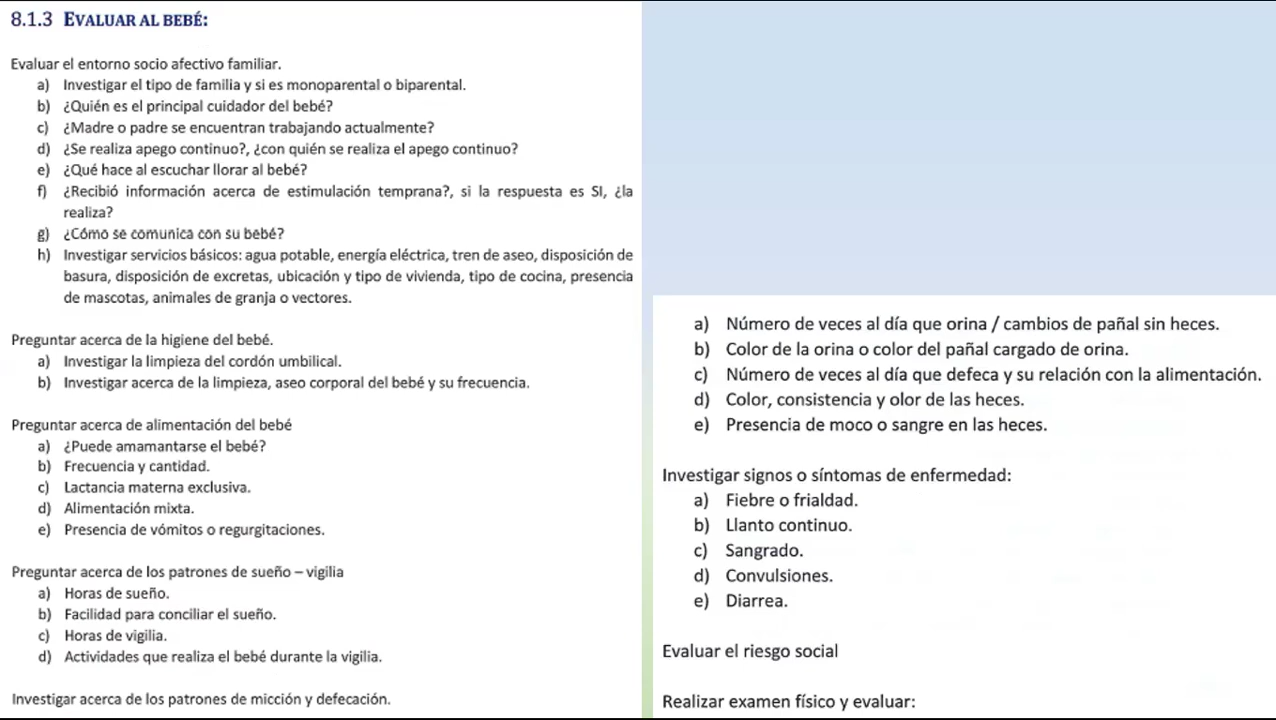 8.1.3 EVALUAR AL BEBÉ:
Evaluar el entorno socio afectivo familiar.
a) Investigar el tipo de familia y si es monoparental o biparental.
b) ¿Quién es el principal cuidador del bebé?
c) ¿Madre o padre se encuentran trabajando actualmente?
d) ¿Se realiza apego continuo?, ¿con quién se realiza el apego continuo?
e) ¿Qué hace al escuchar llorar al bebé?
f) ¿Recibió información acerca de estimulación temprana?, si la respuesta es SI, ¿la
realiza?
g) ¿Cómo se comunica con su bebé?
h) Investigar servicios básicos: agua potable, energía eléctrica, tren de aseo, disposición de
basura, disposición de excretas, ubicación y tipo de vivienda, tipo de cocina, presencia
de mascotas, animales de granja o vectores.
Preguntar acerca de la higiene del bebé.
a) Investigar la limpieza del cordón umbilical.
b) Investigar acerca de la limpieza, aseo corporal del bebé y su frecuencia.
Preguntar acerca de alimentación del bebé
a) ¿Puede amamantarse el bebé?
b) Frecuencia y cantidad.
c) Lactancia materna exclusiva.
d) Alimentación mixta.
e) Presencia de vómitos o regurgitaciones.
Preguntar acerca de los patrones de sueño – vigilia
a) Horas de sueño.
b) Facilidad para conciliar el sueño.
c) Horas de vigilia.
d) Actividades que realiza el bebé durante la vigilia.
Investigar acerca de los patrones de micción y defecación.
a) Número de veces al día que orina / cambios de pañal sin heces.
b) Color de la orina o color del pañal cargado de orina.
c) Número de veces al día que defeca y su relación con la alimentación.
d) Color, consistencia y olor de las heces.
e) Presencia de moco o sangre en las heces.
Investigar signos o síntomas de enfermedad:
a) Fiebre o frialdad.
b) Llanto continuo.
c) Sangrado.
d) Convulsiones.
e) Diarrea.
Evaluar el riesgo social
Realizar examen físico y evaluar: